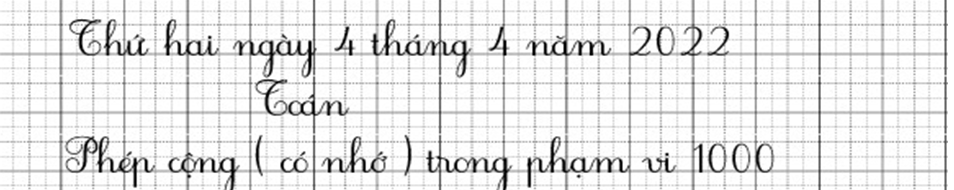 Thứ hai ngày 4 tháng 4 năm 2022
Toán
Phép cộng ( có nhớ ) trong phạm vi 1000